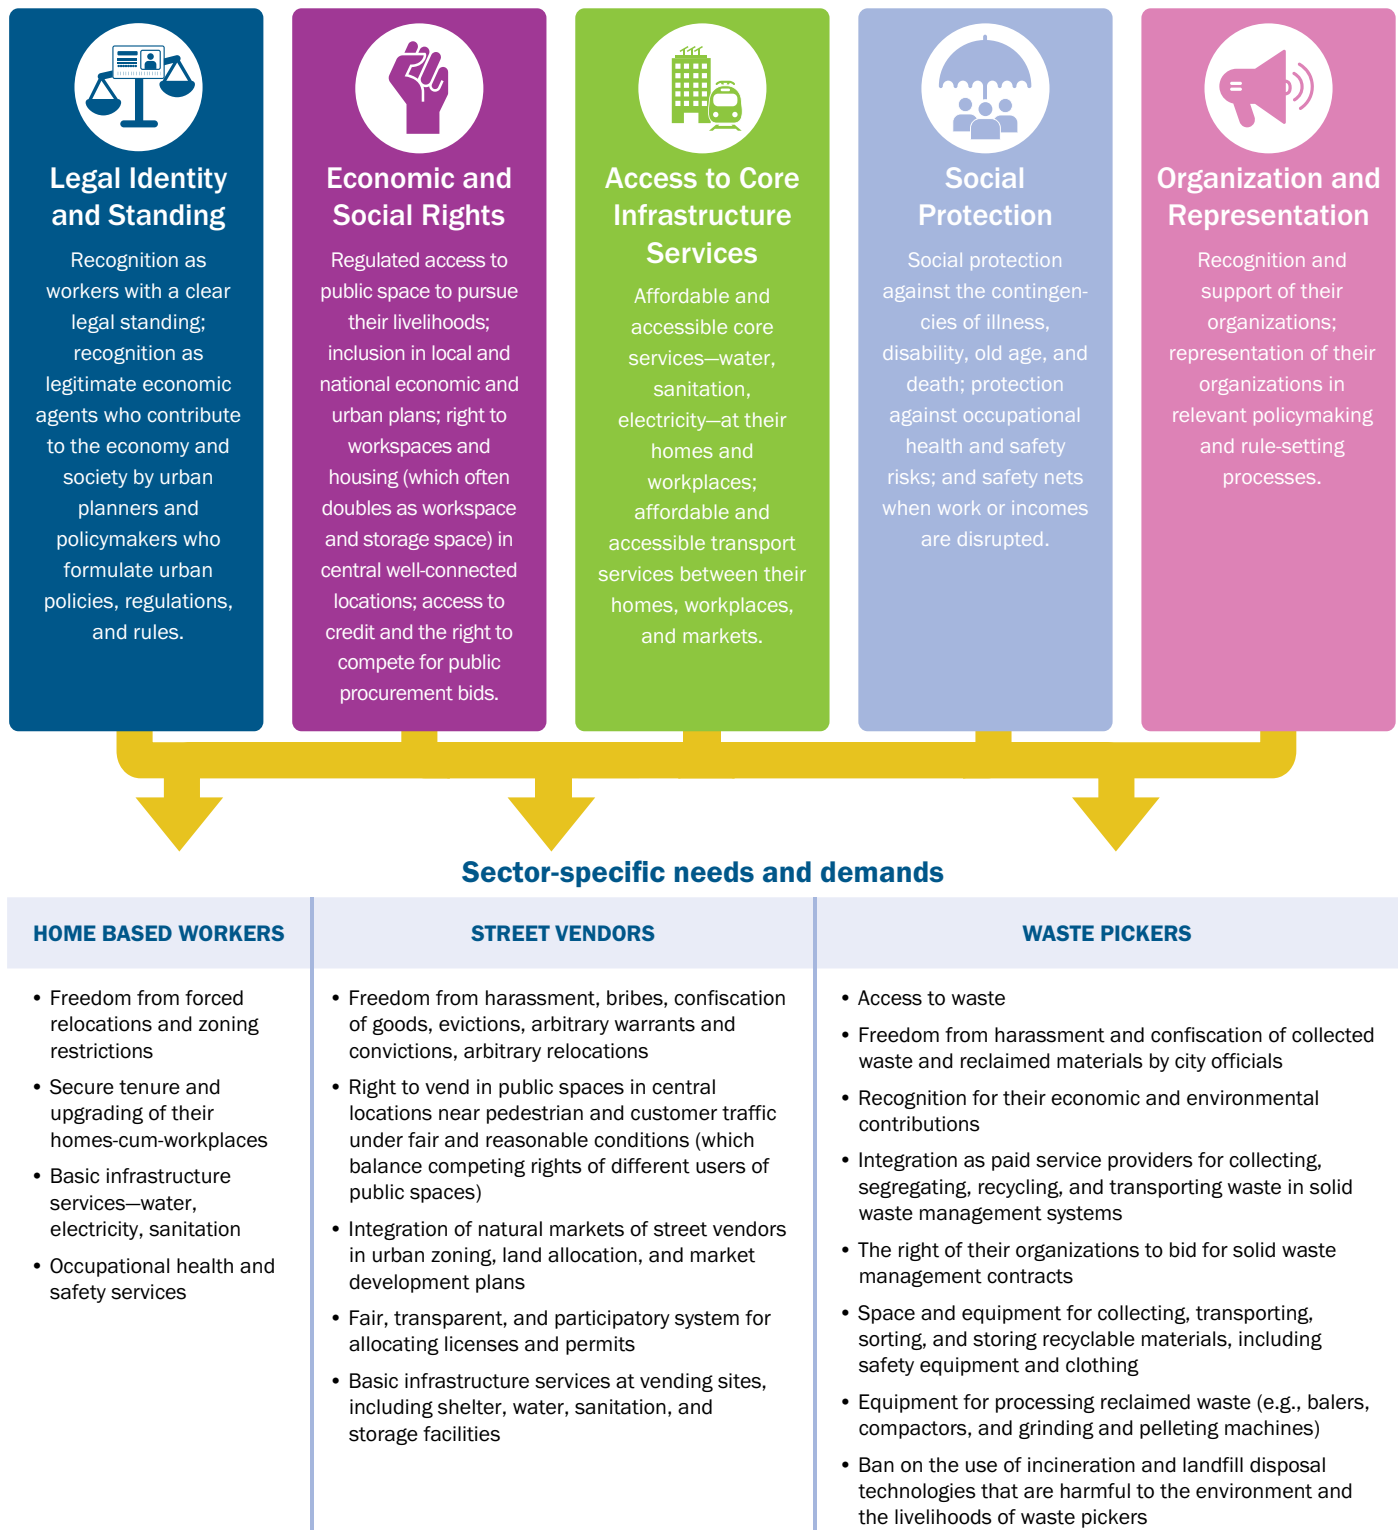 Legal Identity
and Standing
Recognition as
workers with a clear
legal standing;
recognition as
legitimate economic
agents who contribute
to the economy and
society by urban
planners and
policymakers who
formulate urban
policies, regulations,
and rules.
Economic and
Social Rights
Regulated access to
public space to pursue
their livelihoods;
inclusion in local and
national economic and
urban plans; right to
workspaces and
housing (which often
doubles as workspace
and storage space) in
central well-connected
locations; access to
credit and the right to
compete for public
procurement bids.
Access to Core
Infrastructure
Services
Affordable and
accessible core
services—water,
sanitation,
electricity—at their
homes and
workplaces;
affordable and
accessible transport
services between their
homes, workplaces,
and markets.
Social
Protection
Social protection
against the contingen-
cies of illness,
disability, old age, and
death; protection
against occupational
health and safety
risks; and safety nets
when work or incomes
are disrupted.
Organization and
Representation
Recognition and
support of their
organizations;
representation of their
organizations in
relevant policymaking
and rule-setting
processes.
Sector-specific needs and demands
HOME BASED WORKERS
• Freedom from forced
relocations and zoning
restrictions
• Secure tenure and
upgrading of their
homes-cum-workplaces
• Basic infrastructure
services—water,
electricity, sanitation
• Occupational health and
safety services
STREET VENDORS
• Freedom from harassment, bribes, confiscation
of goods, evictions, arbitrary warrants and
convictions, arbitrary relocations
• Right to vend in public spaces in central
locations near pedestrian and customer traffic
under fair and reasonable conditions (which
balance competing rights of different users of
public spaces)
• Integration of natural markets of street vendors
in urban zoning, land allocation, and market
development plans
• Fair, transparent, and participatory system for
allocating licenses and permits
• Basic infrastructure services at vending sites,
including shelter, water, sanitation, and
storage facilities
WASTE PICKERS
• Access to waste
• Freedom from harassment and confiscation of collected
waste and reclaimed materials by city officials
• Recognition for their economic and environmental
contributions
• Integration as paid service providers for collecting,
segregating, recycling, and transporting waste in solid
waste management systems
• The right of their organizations to bid for solid waste
management contracts
• Space and equipment for collecting, transporting,
sorting, and storing recyclable materials, including
safety equipment and clothing
• Equipment for processing reclaimed waste (e.g., balers,
compactors, and grinding and pelleting machines)
• Ban on the use of incineration and landfill disposal
technologies that are harmful to the environment and
the livelihoods of waste pickers